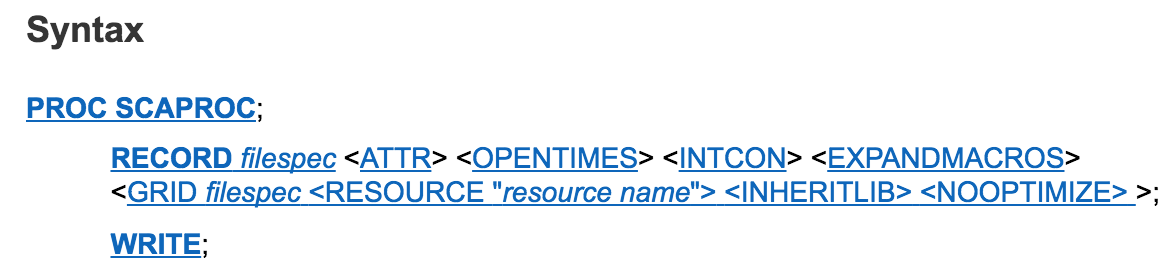 Syntax
PROC SCAPROC;
RECORD filespec <ATTR> <OPENTIMES> <INTCON> <EXPANDMACROS>
<GRID filespec <RESOURCE "resource name"> <INHERITLIB> <NOOPTIMIZE> >;
WRITE;